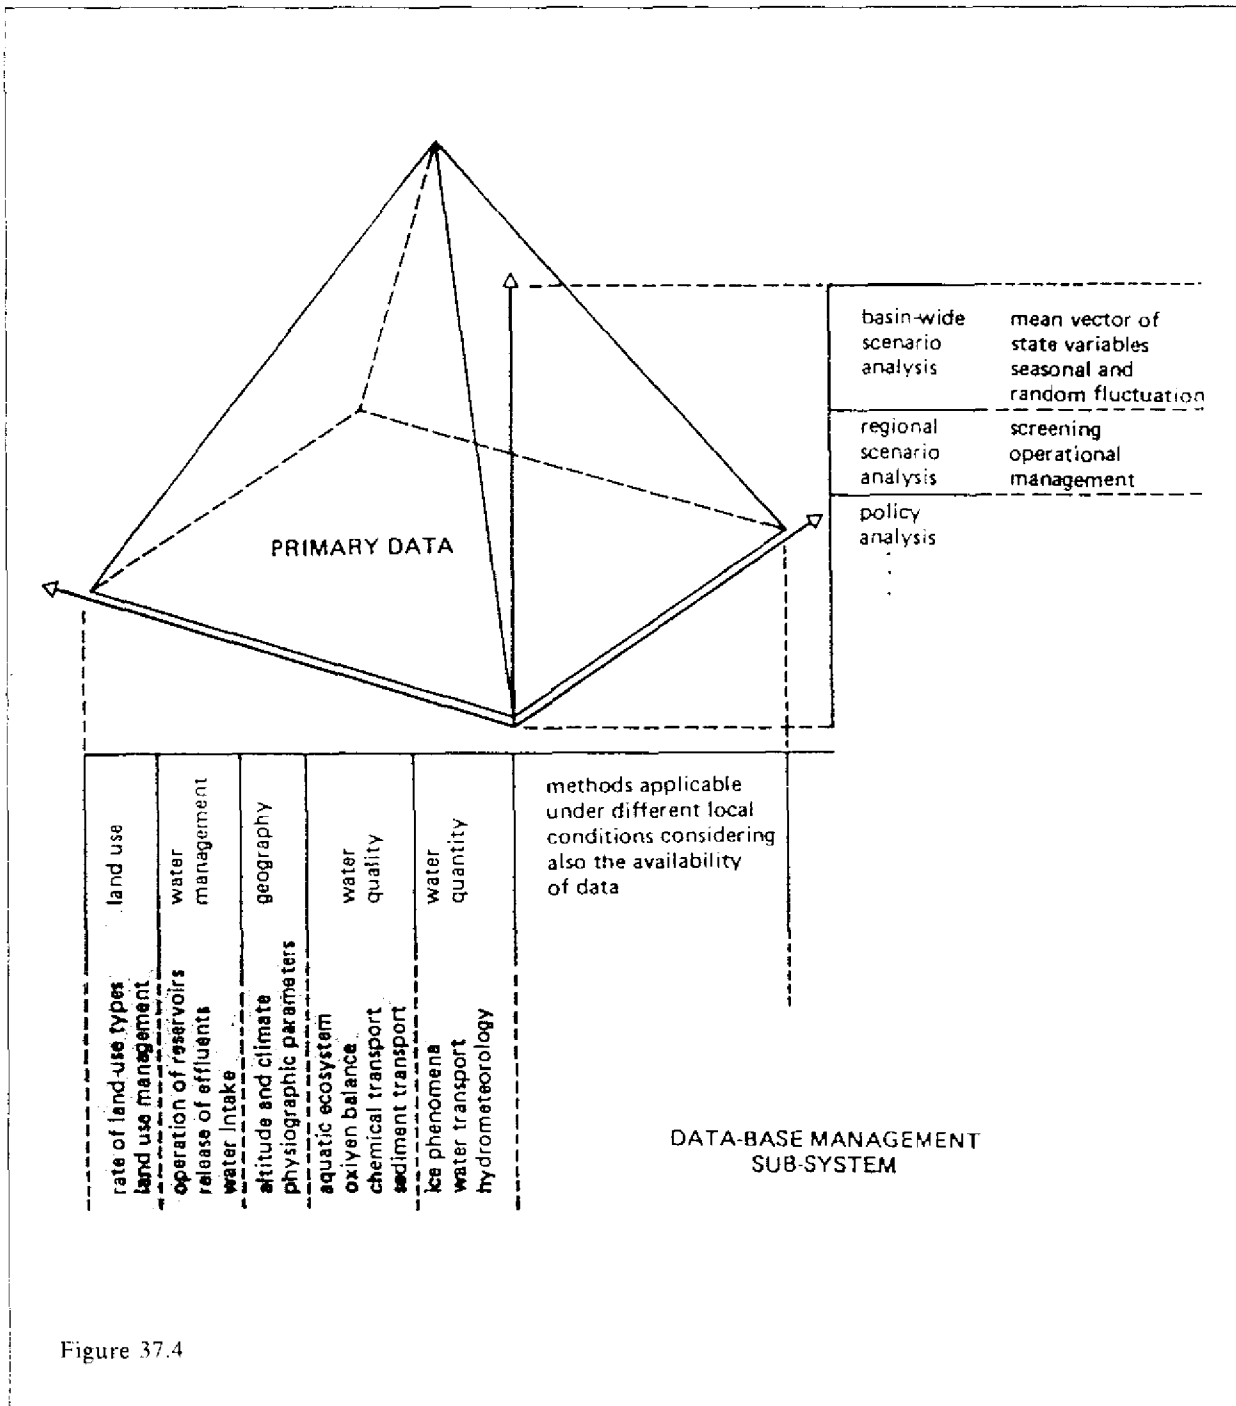 basin-wide
scenario
analysis
mean vector of
state variables
seasonal and
random fluctuation
regional
scenario
analysis
screening
operational
management
policy
analysis
PRIMARY DATA
land use
water
management
geography
water
quality
water
quantity
methods applicable
under different local
conditions considering
also the availability
of data
rate of land-use types
land use management
operation of reservoirs
release of effluents
water Intake
altitude and climate
physiographic parameters
aquatic ecosystem
oxiyen balance
chemical transport
sediment transport
ice phenomena
water transport
hydrometeorology
DATA-BASE MANAGEMENT
SUB-SYSTEM
Figure 37.4